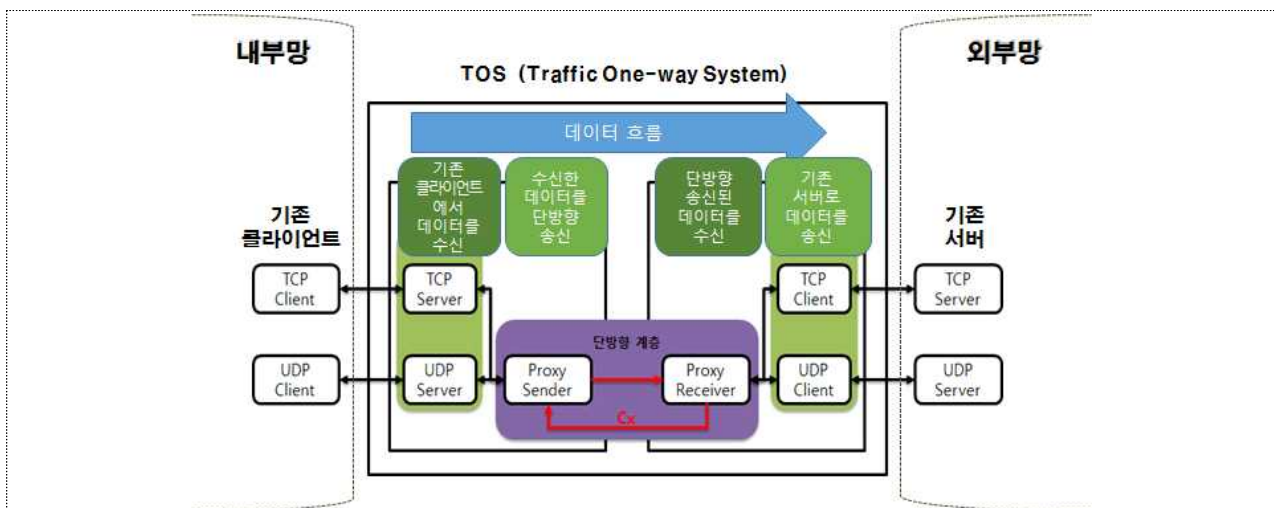 내부망
외부망
TOS (Traffic One-way System)
데이터 흐름
기존
클라이언트
에서
데이터를
수신
수신한
데이터를
단방향
송신
단방향
송신된
데이터를
수신
기존
서버로
데이터를
송신
기존
클라이언트
기존
서버
TCP
Client
TCP
Server
TCP
Client
TCP
Server
단방형 계층
UDP
Client
UDP
Server
Proxy
Sender
Proxy
Receiver
UDP
Client
UDP
Server
Cx